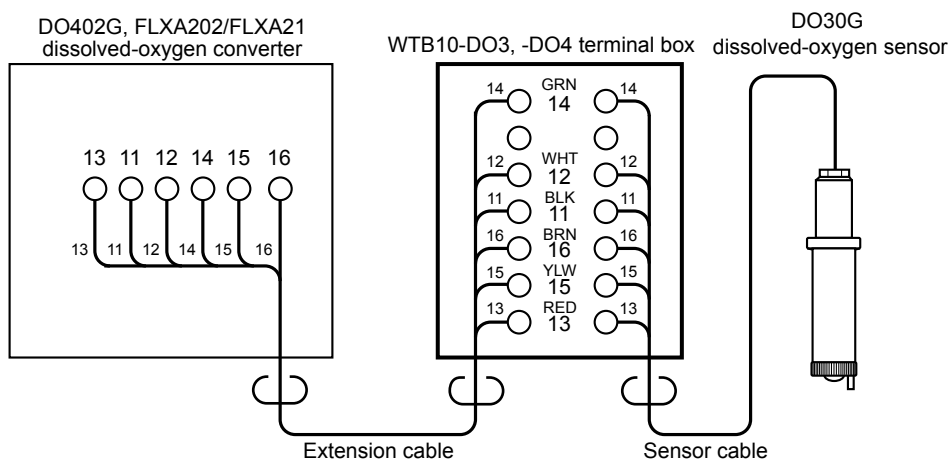 DO402G, FLXA202/FLXA21
dissolved-oxygen converter
13 11 12 14 15 16
13 11 12 14 15 16
WTB10-DO3, -DO4 terminal box
14 GRN 14
14
12 WHT 12
12
11 BLK 11
11
16 BRN 16
16
15 YLW 15
15
13 RED 13
13
DO30G
dissolved-oxygen sensor
Extension cable
Sensor cable